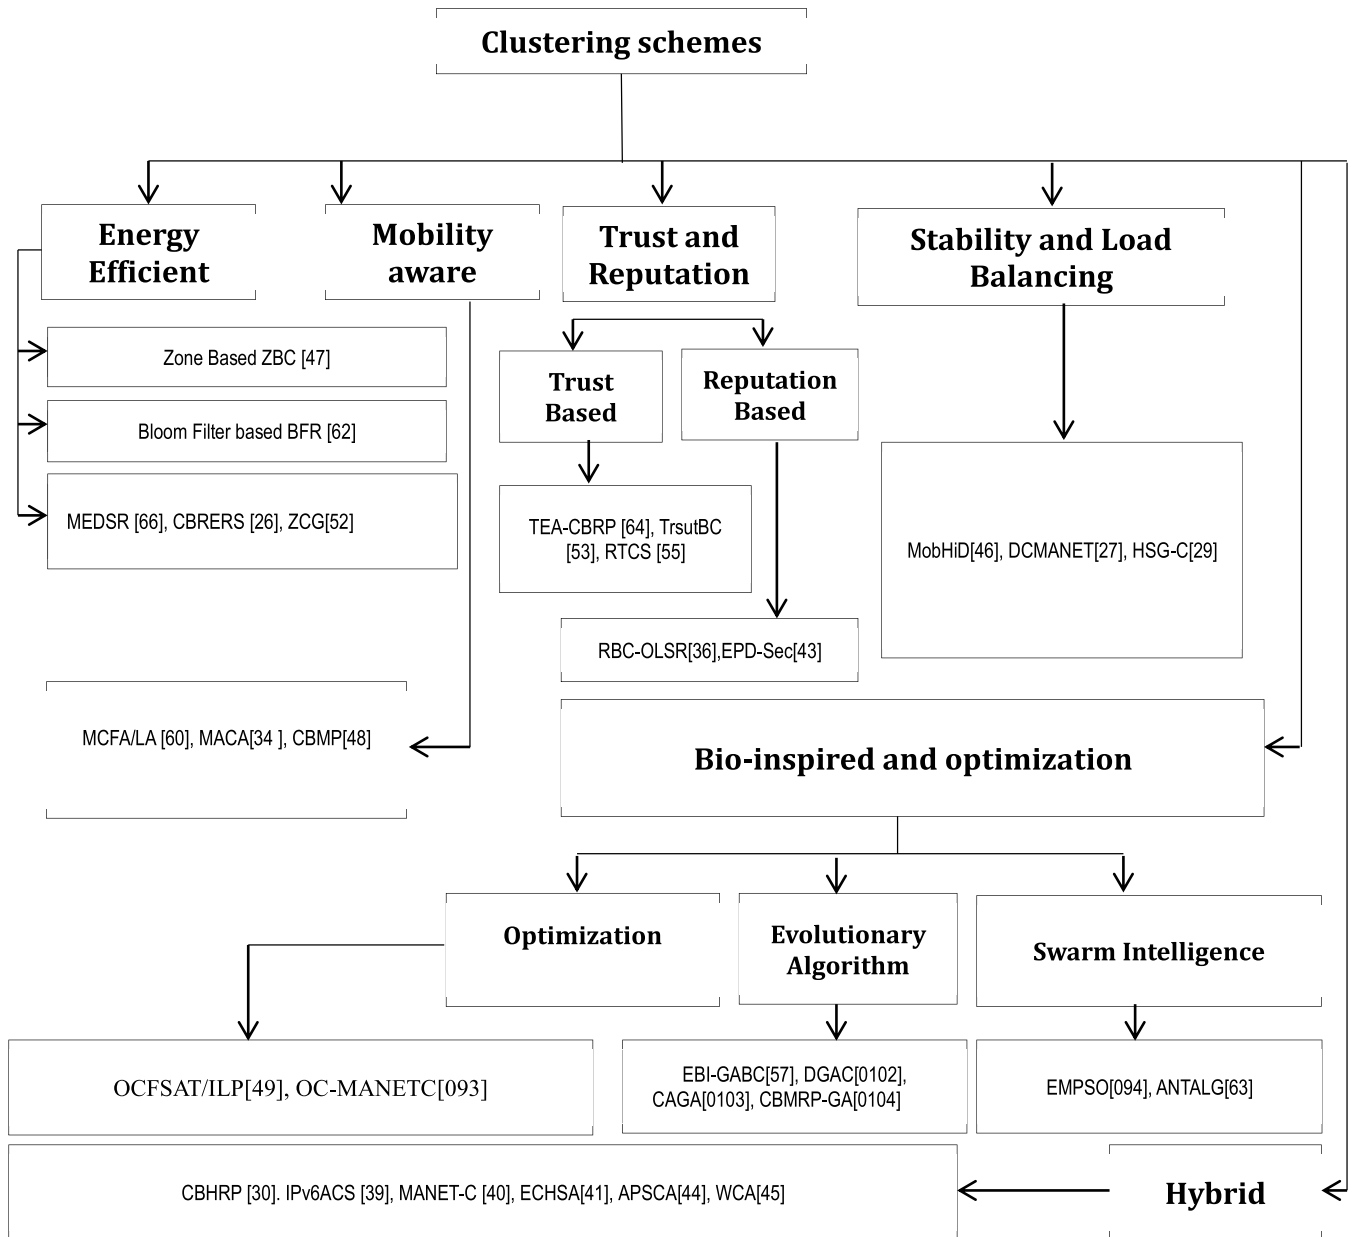 Clustering schemes
Energy
Efficient
Mobility
aware
Trust and
Reputation
Stability and Load
Balancing
Zone Based ZBC [47]
Bloom Filter based BFR [62]
MEDSR [66], CBRERS [26], ZCG[52]
Trust
Based
Reputation
Based
TEA-CBRP [64], TrsutBC
[53], RTCS [55]
MobHiD[46], DCMANET[27], HSG-C[29]
RBC-OLSR[36],EPD-Sec[43]
MCFA/LA [60], MACA[34 ], CBMP[48]
Bio-inspired and optimization
Optimization
Evolutionary
Algorithm
Swarm Intelligence
OCFSAT/ILP[49], OC-MANETC[093]
EBI-GABC[57], DGAC[0102],
CAGA[0103], CBMRP-GA[0104]
EMPSO[094], ANTALG[63]
CBHRP [30]. IPv6ACS [39], MANET-C [40], ECHSA[41], APSCA[44], WCA[45]
Hybrid